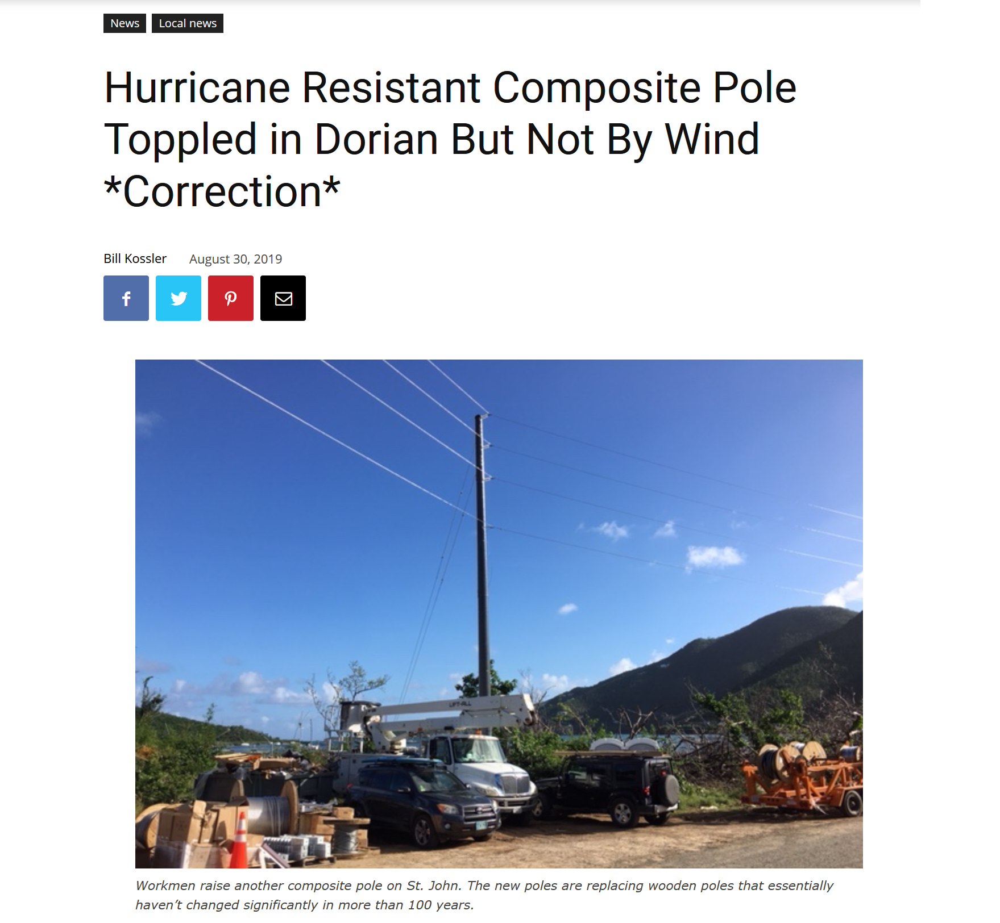 News
Local news
Hurricane Resistant Composite Pole
Toppled in Dorian But Not By Wind
*Correction*
Bill Kossler
August 30, 2019
LIFT-ALL
Workmen raise another composite pole on St. John. The new poles are replacing wooden poles that essentially
haven’t changed significantly in more than 100 years.